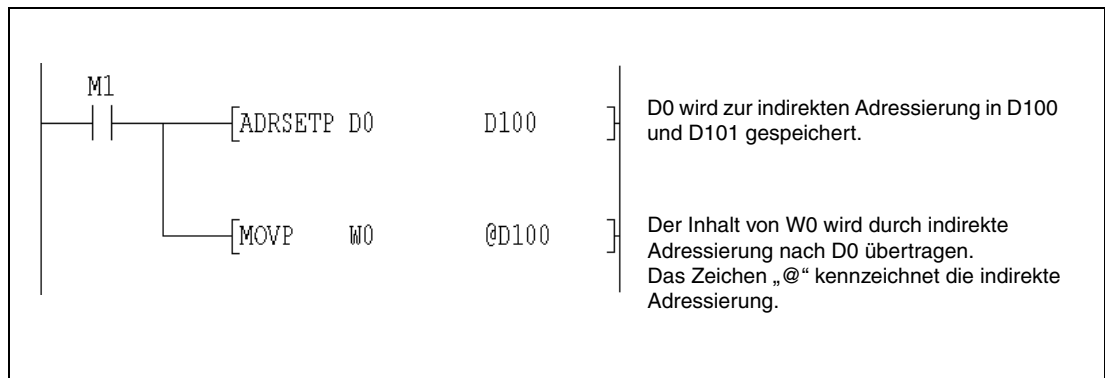 M1
ADRSETP D0 D100
D0 wird zur indirekten Adressierung in D100
und D101 gespeichert.
MOVP W0 @D100
Der Inhalt von W0 wird durch indirekte
Adressierung nach D0 übertragen.
Das Zeichen „@“ kennzeichnet die indirekte
Adressierung.